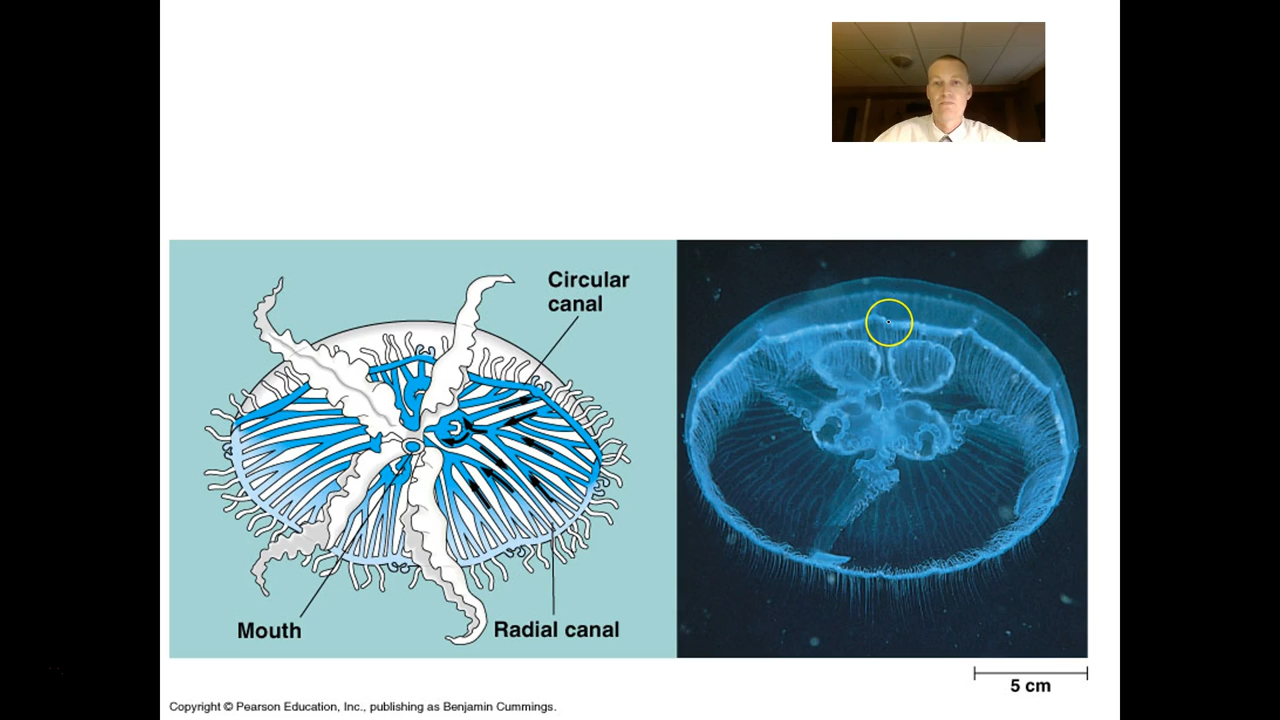 Circular
canal
Mouth
Radial canal
5 cm
Copyright © Pearson Education, Inc., publishing as Benjamin Cummings.